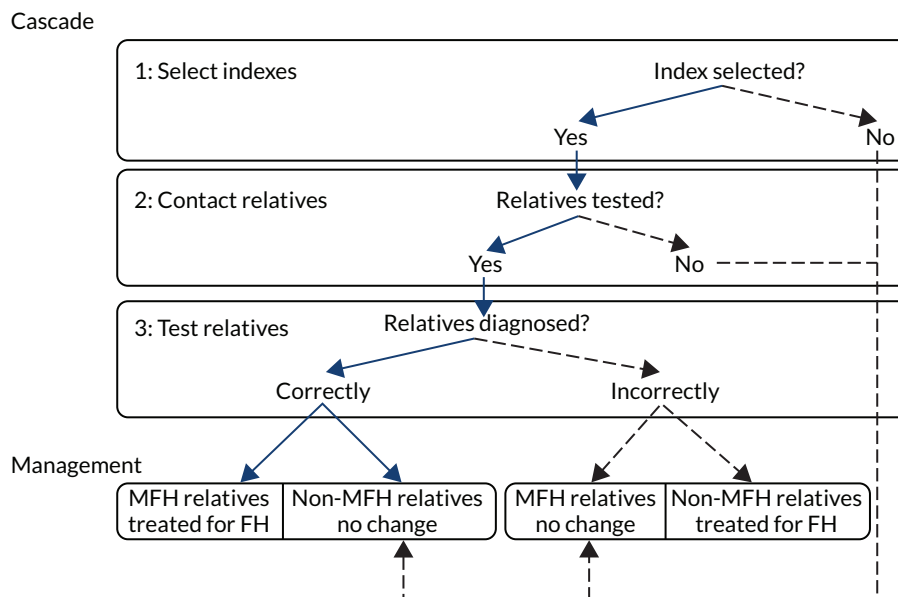 Cascade
1: Select indexes
Index selected?
Yes
No
2: Contact relatives
Relatives tested?
Yes
No
3: Test relatives
Relatives diagnosed?
Correctly
Incorrectly
Management
MFH relatives
treated for FH
Non-MFH relatives
no change
MFH relatives
no change
Non-MFH relatives
treated for FH